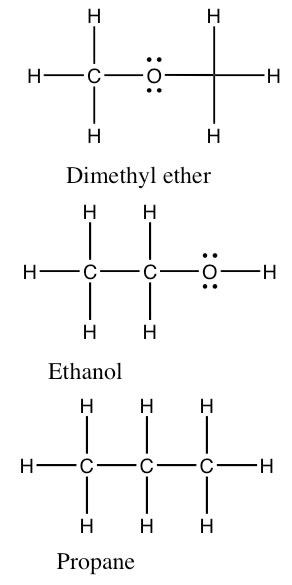 H H
H C O H
H H
Dimethyl ether
H H
H C C O H
H H
Ethanol
H H H
H C C C H
H H H
Propane